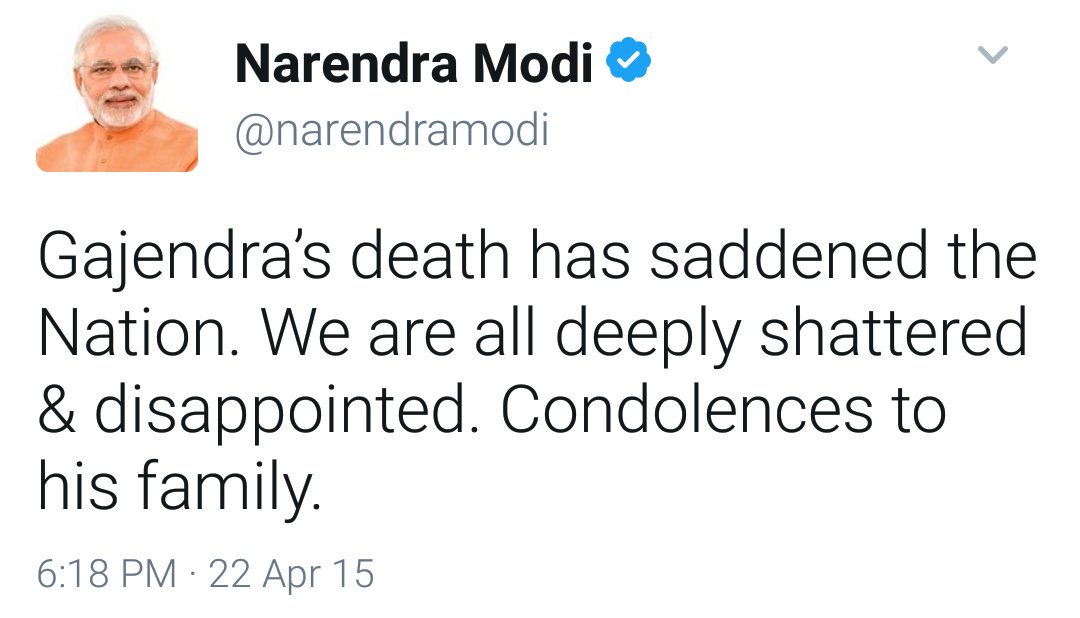 Narendra Modi
@narendramodi
Gajendra’s death has saddened the
Nation. We are all deeply shattered
& disappointed. Condolences to
his family.
6:18 PM · 22 Apr 15